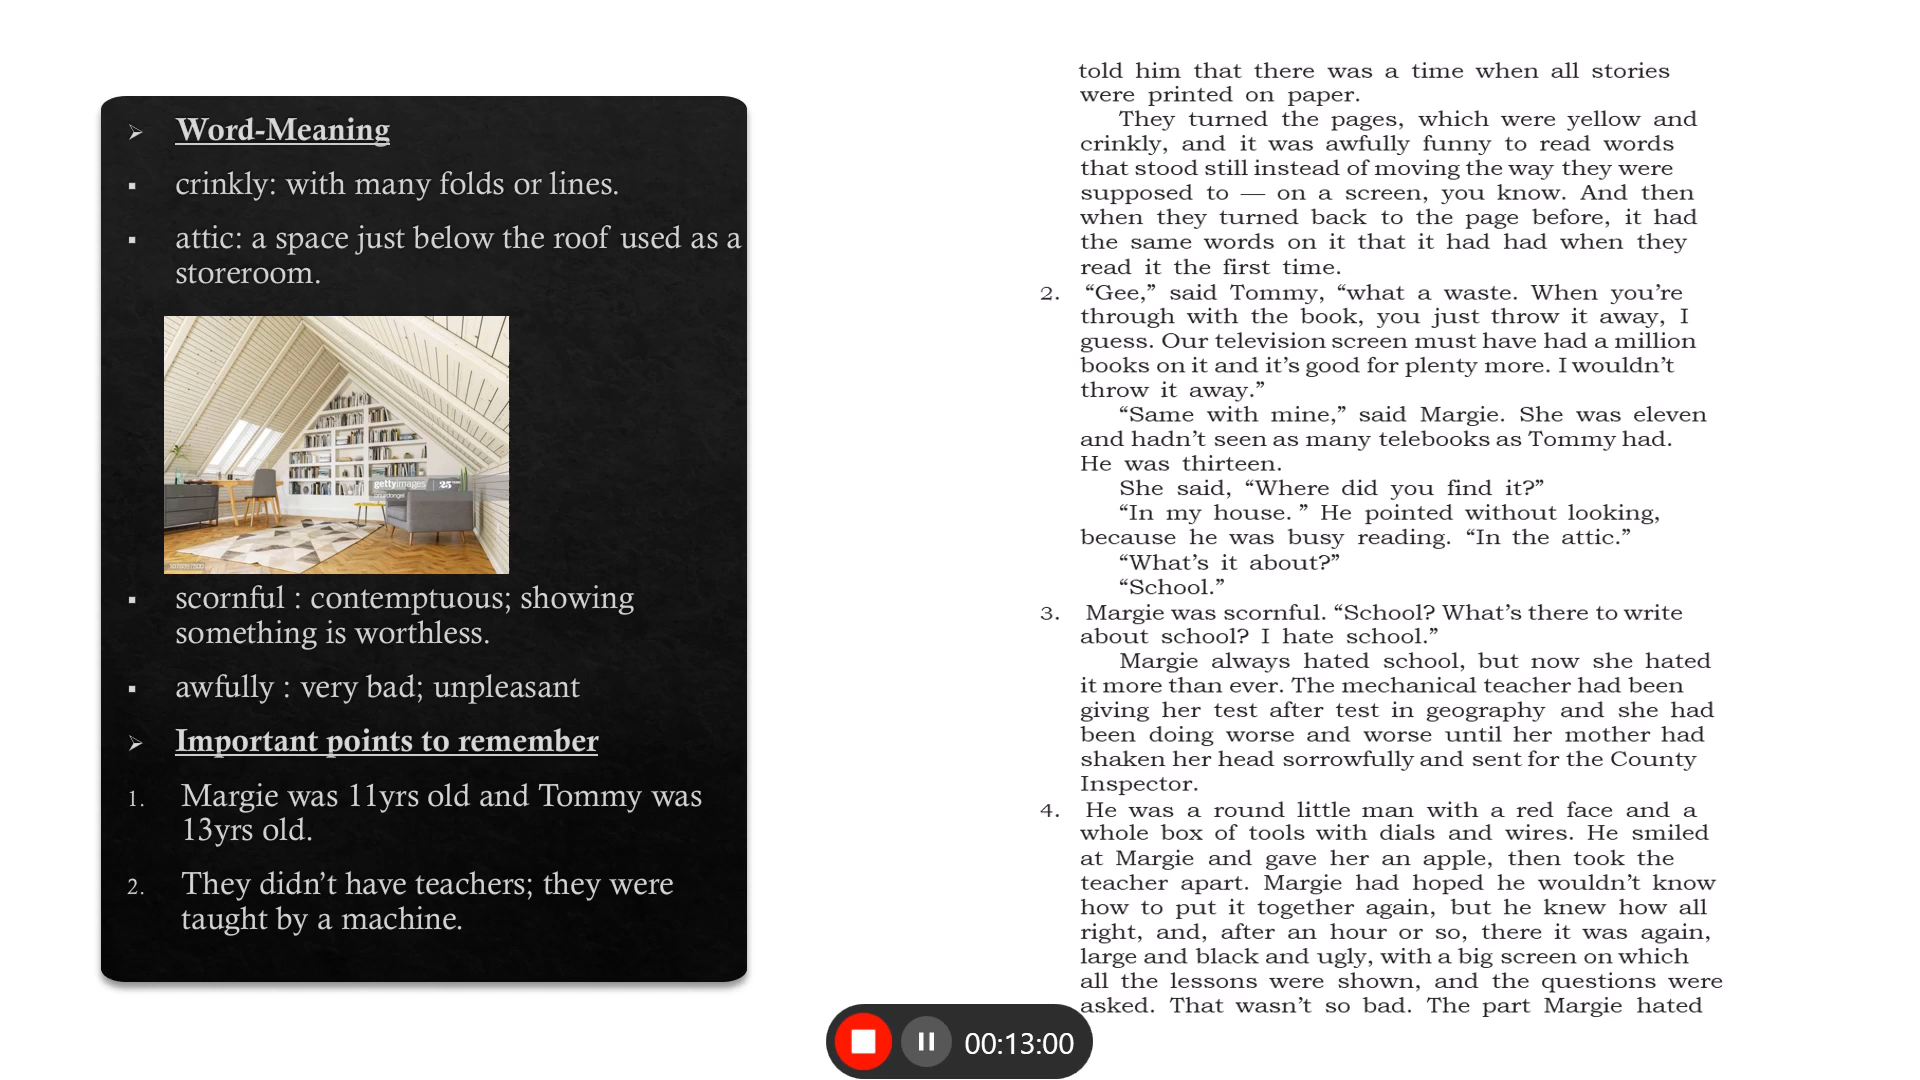 Word-Meaning
crinkly: with many folds or lines.
attic: a space just below the roof used as a
storeroom.
gettyimages
25
scornful : contemptuous; showing
something is worthless.
awfully : very bad; unpleasant
Important points to remember
1. Margie was 11yrs old and Tommy was
13yrs old.
2. They didn’t have teachers; they were
taught by a machine.
told him that there was a time when all stories
were printed on paper.
They turned the pages, which were yellow and
crinkly, and it was awfully funny to read words
that stood still instead of moving the way they were
supposed to — on a screen, you know. And then
when they turned back to the page before, it had
the same words on it that it had had when they
read it the first time.
2. “Gee,” said Tommy, “what a waste. When you’re
through with the book, you just throw it away, I
guess. Our television screen must have had a million
books on it and it’s good for plenty more. I wouldn’t
throw it away.”
“Same with mine,” said Margie. She was eleven
and hadn’t seen as many telebooks as Tommy had.
He was thirteen.
She said, “Where did you find it?”
“In my house. ” He pointed without looking,
because he was busy reading. “In the attic.”
“What’s it about?”
“School.”
3. Margie was scornful. “School? What’s there to write
about school? I hate school.”
Margie always hated school, but now she hated
it more than ever. The mechanical teacher had been
giving her test after test in geography and she had
been doing worse and worse until her mother had
shaken her head sorrowfully and sent for the County
Inspector.
4. He was a round little man with a red face and a
whole box of tools with dials and wires. He smiled
at Margie and gave her an apple, then took the
teacher apart. Margie had hoped he wouldn’t know
how to put it together again, but he knew how all
right, and, after an hour or so, there it was again,
large and black and ugly, with a big screen on which
all the lessons were shown, and the questions were
asked. That wasn’t so bad. The part Margie hated
00:13:00